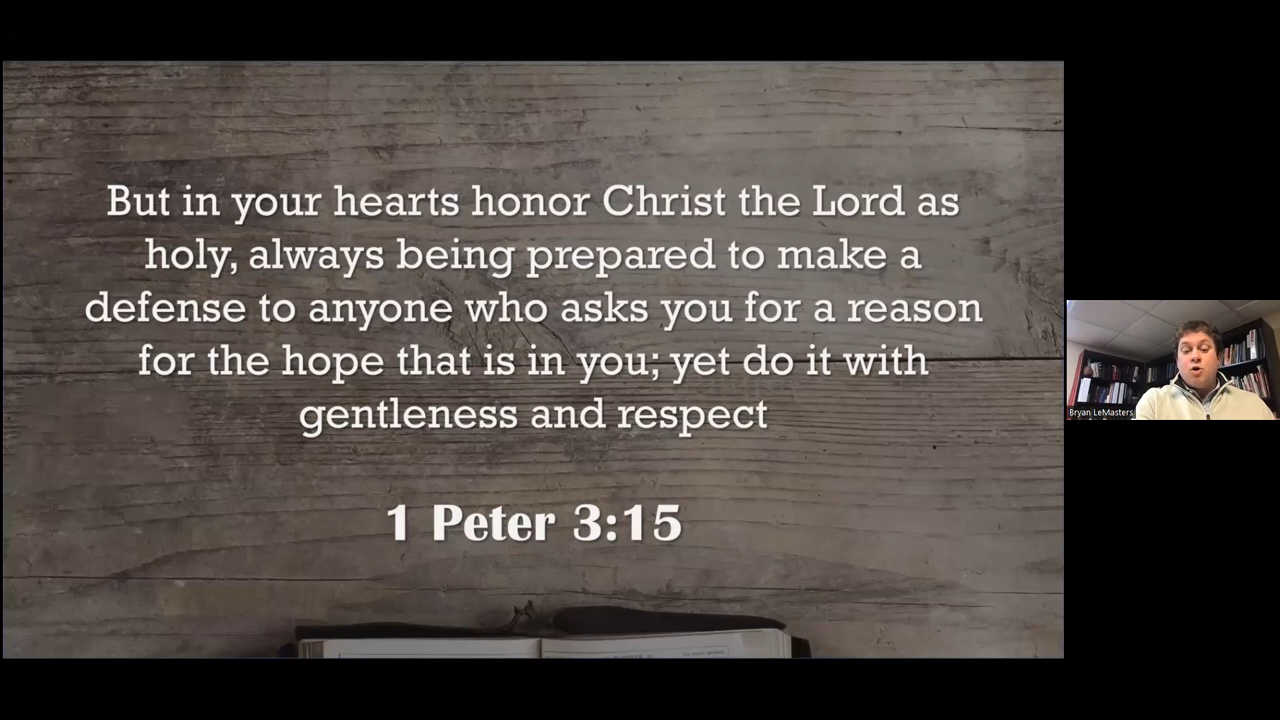 But in your hearts honor Christ the Lord as
holy, always being prepared to make a
defense to anyone who asks you for a reason
for the hope that is in you; yet do it with
gentleness and respect
1 Peter 3:15
Bryan LeMasters